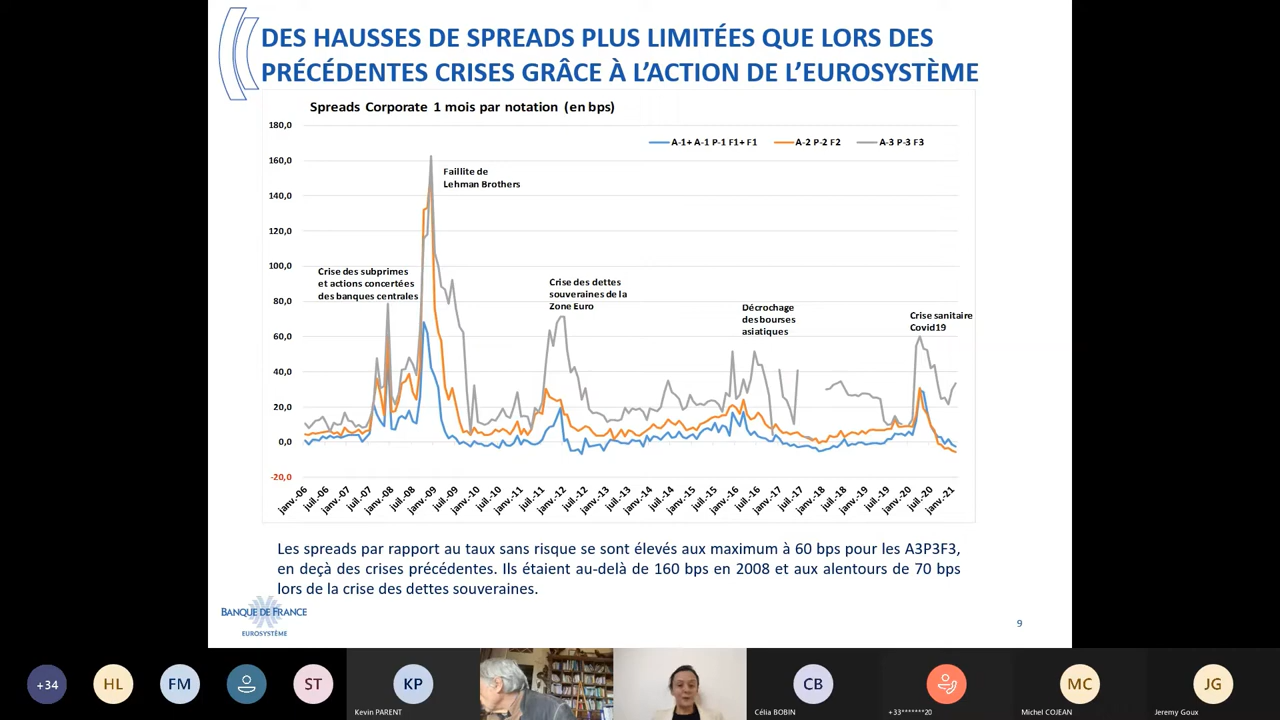 DES HAUSSES DE SPREADS PLUS LIMITÉES QUE LORS DES
PRÉCÉDENTES CRISES GRÂCE À L'ACTION DE L'EUROSYSTÈME
Spreads Corporate 1 mois par notation (en bps)
180,0
160,0
140,0
120,0
100,0
80,0
60,0
40,0
20,0
0,0
-20,0
A-1+ A-1 P-1 F1+ F1
A-2 P-2 F2
A-3 P-3 F3
Faillite de
Lehman Brothers
Crise des subprimes
et actions concertées
des banques centrales
Crise des dettes
souveraines de la
Zone Euro
Décrochage
des bourses
asiatiques
Crise sanitaire
Covid19
janv.-06
juil.-06
janv.-07
juil.-07
janv.-08
juil.-08
janv.-09
juil.-09
janv.-10
juil.-10
janv.-11
juil.-11
janv.-12
juil.-12
janv.-13
juil.-13
janv.-14
juil.-14
janv.-15
juil.-15
janv.-16
juil.-16
janv.-17
juil.-17
janv.-18
juil.-18
janv.-19
juil.-19
janv.-20
juil.-20
janv.-21
Les spreads par rapport au taux sans risque se sont élevés aux maximum à 60 bps pour les A3P3F3,
en deçà des crises précédentes. Ils étaient au-delà de 160 bps en 2008 et aux alentours de 70 bps
lors de la crise des dettes souveraines.
BANQUE DE FRANCE
EUROSYSTÈME
9
+34
HL
FM
ST
KP
Kevin PARENT
CB
Célia BOBIN
+33*******20
MC
Michel COJEAN
JG
Jeremy Goux